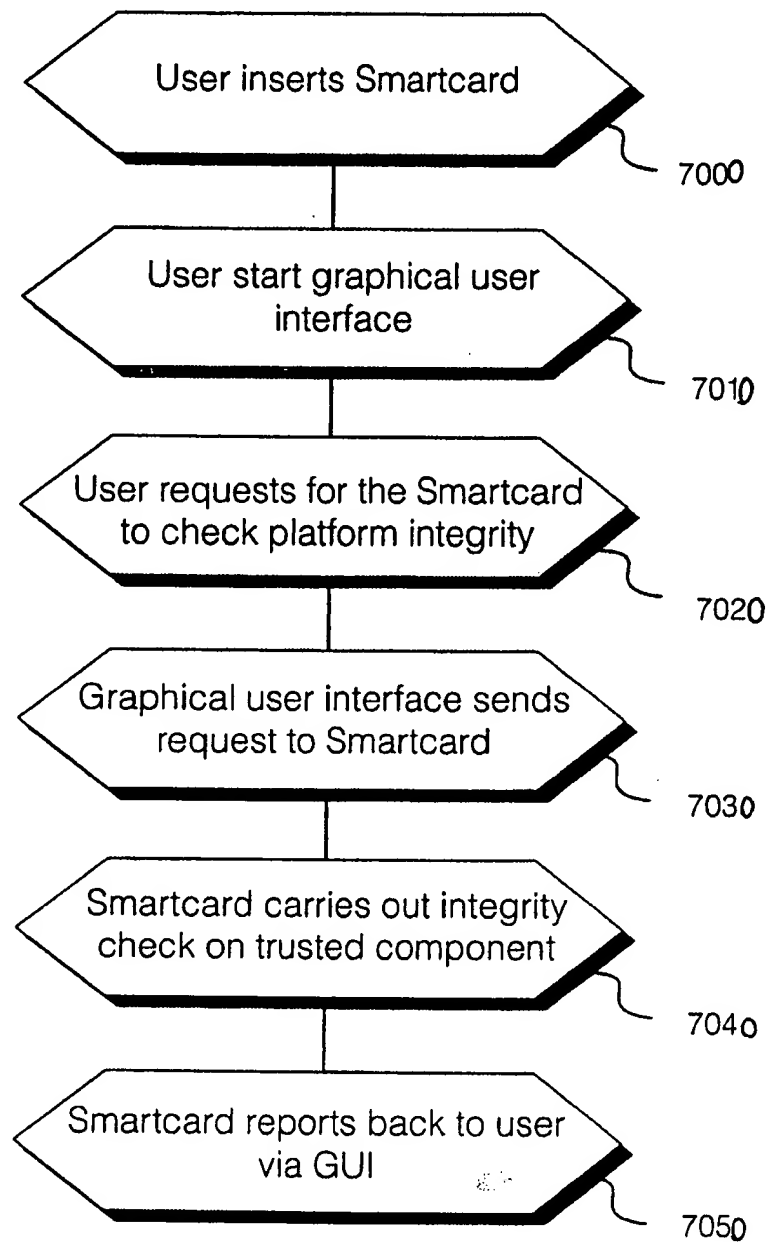 User inserts Smartcard
7000
User start graphical user
interface
7010
User requests for the Smartcard
to check platform integrity
7020
Graphical user interface sends
request to Smartcard
7030
Smartcard carries out integrity
check on trusted component
7040
Smartcard reports back to user
via GUI
7050